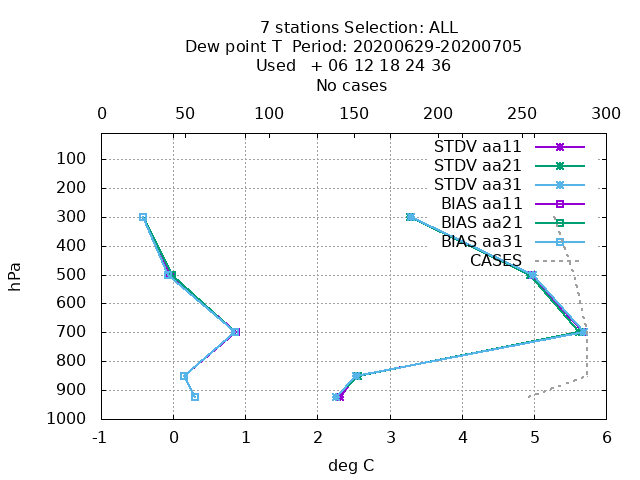 7 stations Selection: ALL
Dew point T  Period: 20200629-20200705
Used   + 06 12 18 24 36
No cases
0 50 100 150 200 250 300
STDV aa11
STDV aa21
STDV aa31
BIAS aa11
BIAS aa21
BIAS aa31
CASES
hPa
100
200
300
400
500
600
700
800
900
1000
-1 0 1 2 3 4 5 6
deg C